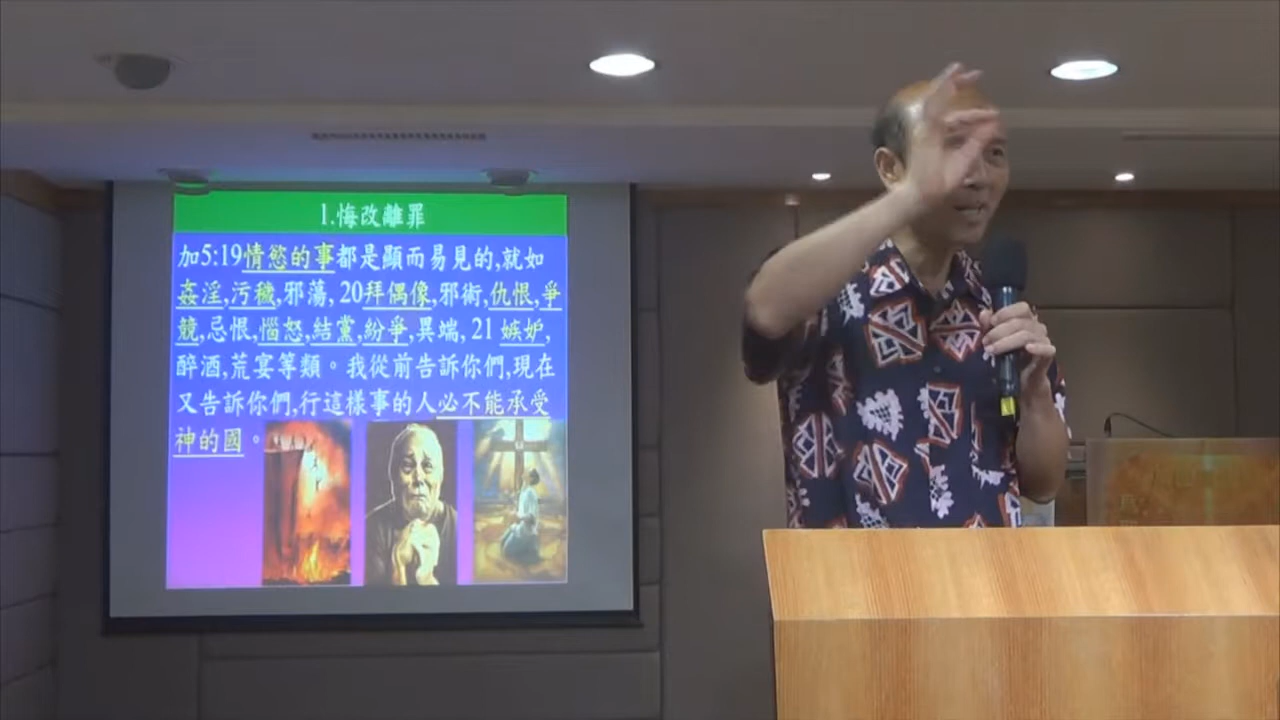 1.悔改離罪
加5:19情慾的事都是顯而易見的,就如
姦淫,污穢,邪蕩, 20拜偶像,邪術,仇恨,爭
競,忌恨,惱怒,結黨,紛爭,異端, 21 嫉妒,
醉酒,荒宴等類。我從前告訴你們,現在
又告訴你們,行這樣事的人必不能承受
神的國。